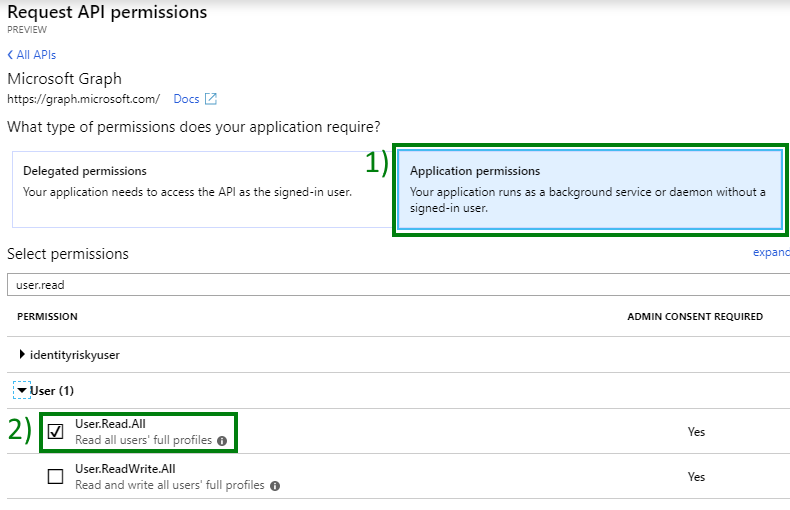 Request API permissions
PREVIEW
All APIs
Microsoft Graph
https://graph.microsoft.com/ Docs
What type of permissions does your application require?
1)
Delegated permissions
Your application needs to access the API as the signed-in user.
Application permissions
Your application runs as a background service or daemon without a
signed-in user.
Select permissions
expand
user.read
PERMISSION ADMIN CONSENT REQUIRED
identityriskyuser
User (1)
2)
User.Read.All
Read all users' full profiles
Yes
User.ReadWrite.All
Read and write all users' full profiles
Yes